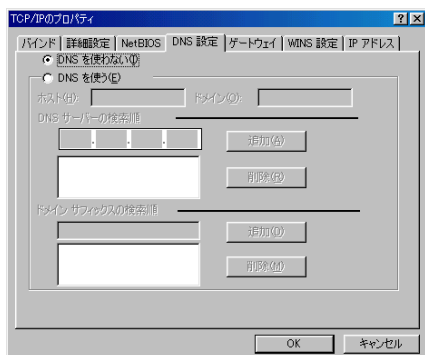 TCP/IPのプロパティ
バインド 詳細設定 NetBIOS DNS 設定 ゲートウェイ WINS 設定 IP アドレス
DNS を使わない(I)
DNS を使う(E)
ホスト(H): ドメイン(O):
DNS サーバーの検索順
追加(A)
削除(R)
ドメイン サフィックスの検索順
追加(D)
削除(M)
OK キャンセル